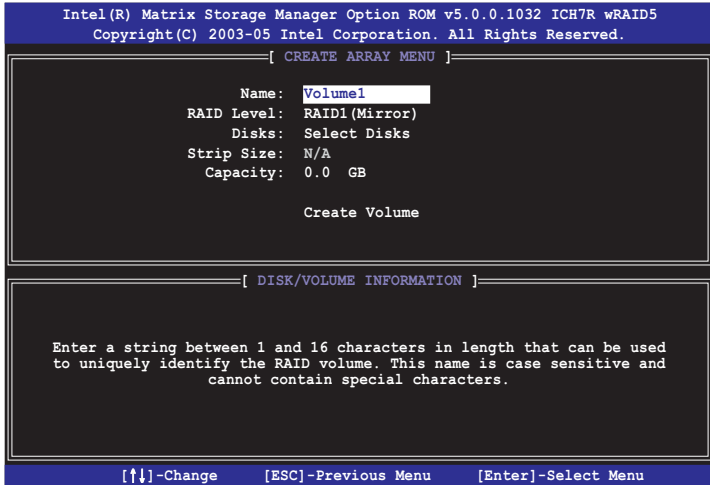 Intel(R) Matrix Storage Manager Option ROM v5.0.0.1032 ICH7R wRAID5
Copyright(C) 2003-05 Intel Corporation. All Rights Reserved.
[ CREATE ARRAY MENU ]
Name: Volume1
RAID Level: RAID1(Mirror)
Disks: Select Disks
Strip Size: N/A
Capacity: 0.0 GB
Create Volume
[ DISK/VOLUME INFORMATION ]
Enter a string between 1 and 16 characters in length that can be used
to uniquely identify the RAID volume. This name is case sensitive and
cannot contain special characters.
[↑↓]-Change [ESC]-Previous Menu [Enter]-Select Menu